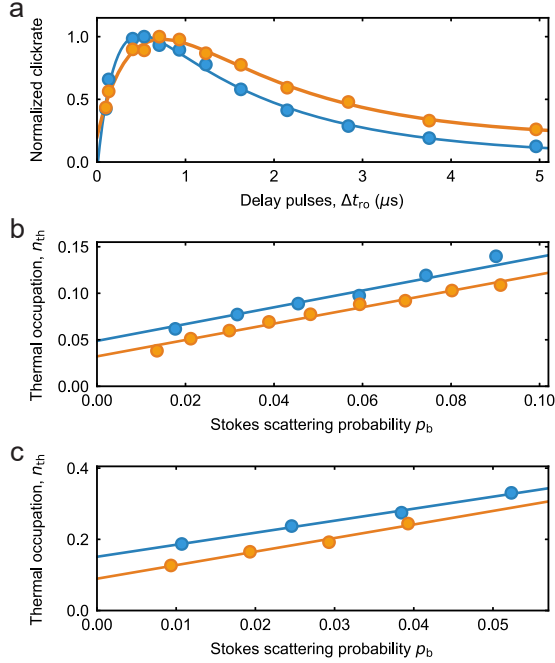 a
Normalized clickrate
1.0
0.5
0.0
0 1 2 3 4 5
Delay pulses, Δt_ro (μs)
b
Thermal occupation, n_th
0.15
0.10
0.05
0.00
0.00 0.02 0.04 0.06 0.08 0.10
Stokes scattering probability p_b
c
Thermal occupation, n_th
0.4
0.2
0.0
0.00 0.01 0.02 0.03 0.04 0.05
Stokes scattering probability p_b